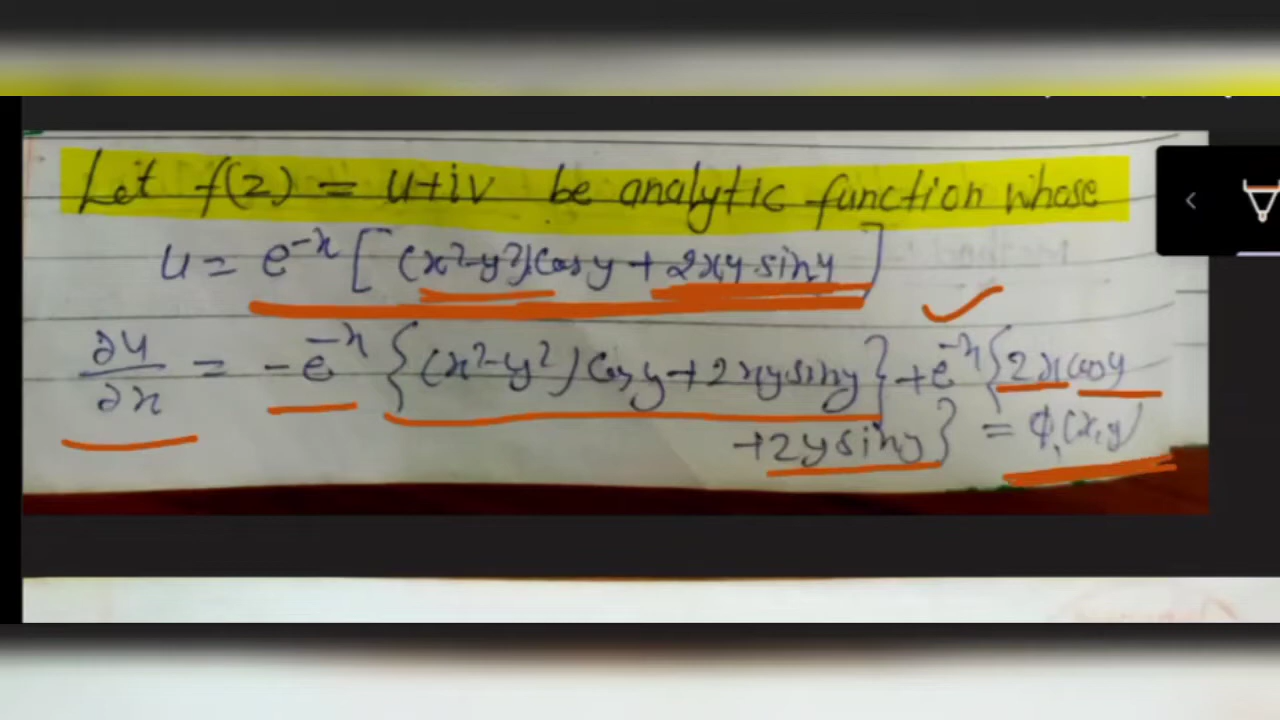 Let f(z) = u+iv be analytic function whose
u = e^{-x} [ (x²-y²) cos y + 2xy sin y ]
∂u/∂x = -e^{-x} { (x²-y²) cos y + 2xy sin y } + e^{-x} { 2x cos y
+2y sin y } = φ₁(x,y)